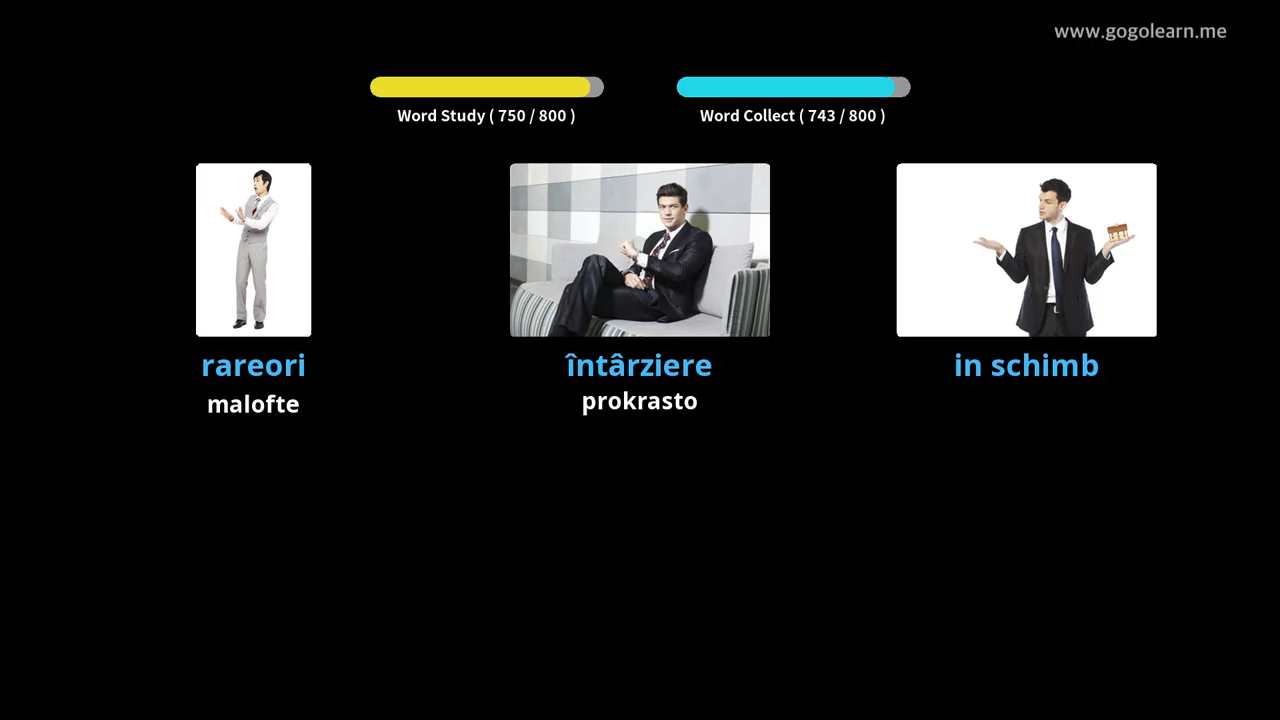 www.gogolearn.me
Word Study ( 750 / 800 )
Word Collect ( 743 / 800 )
rareori
întârziere
in schimb
malofte
prokrasto